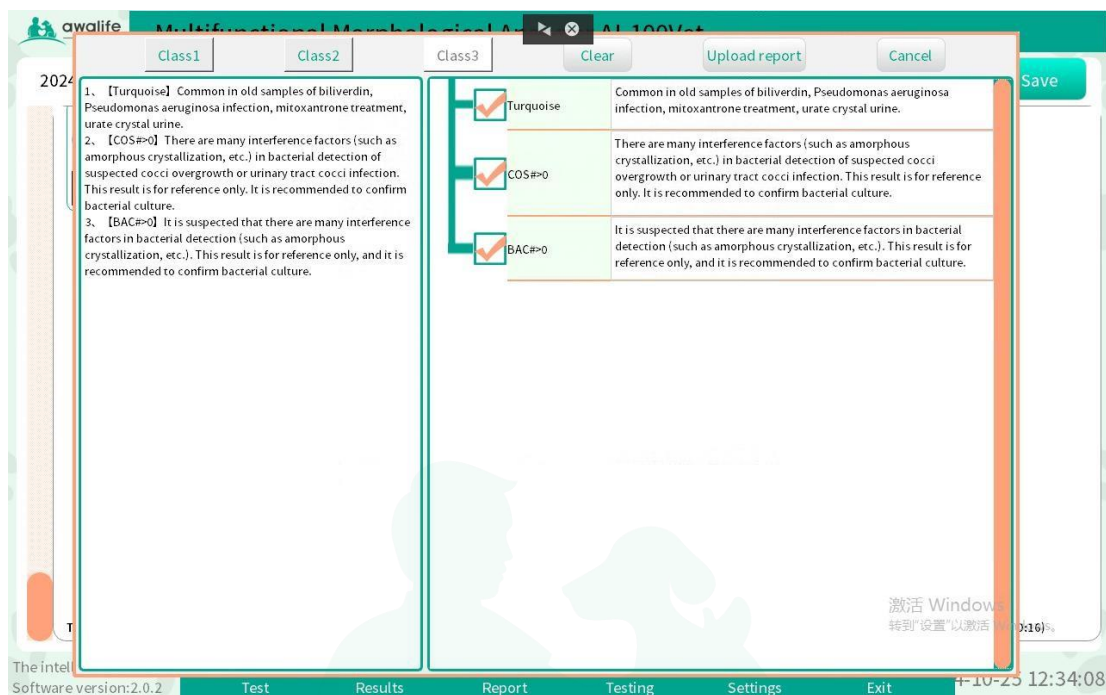 awalife
Multifunctional Morphological
Class1
Class2
Class3
Clear
Upload report
Cancel
2024
Save
1、【Turquoise】Common in old samples of biliverdin,
Pseudomonas aeruginosa infection, mitoxantrone treatment,
urate crystal urine.
2、【COS#>0】There are many interference factors (such as
amorphous crystallization, etc.) in bacterial detection of
suspected cocci overgrowth or urinary tract cocci infection.
This result is for reference only. It is recommended to confirm
bacterial culture.
3、【BAC#>0】It is suspected that there are many interference
factors in bacterial detection (such as amorphous
crystallization, etc.). This result is for reference only, and it is
recommended to confirm bacterial culture.
Turquoise
Common in old samples of biliverdin, Pseudomonas aeruginosa
infection, mitoxantrone treatment, urate crystal urine.
COS#>0
There are many interference factors (such as amorphous
crystallization, etc.) in bacterial detection of suspected cocci
overgrowth or urinary tract cocci infection. This result is for reference
only. It is recommended to confirm bacterial culture.
BAC#>0
It is suspected that there are many interference factors in bacterial
detection (such as amorphous crystallization, etc.). This result is for
reference only, and it is recommended to confirm bacterial culture.
激活 Windows
转到"设置"以激活
0:16)
The intell
Software version:2.0.2
Test
Results
Report
Testing
Settings
Exit
4-10-25 12:34:08